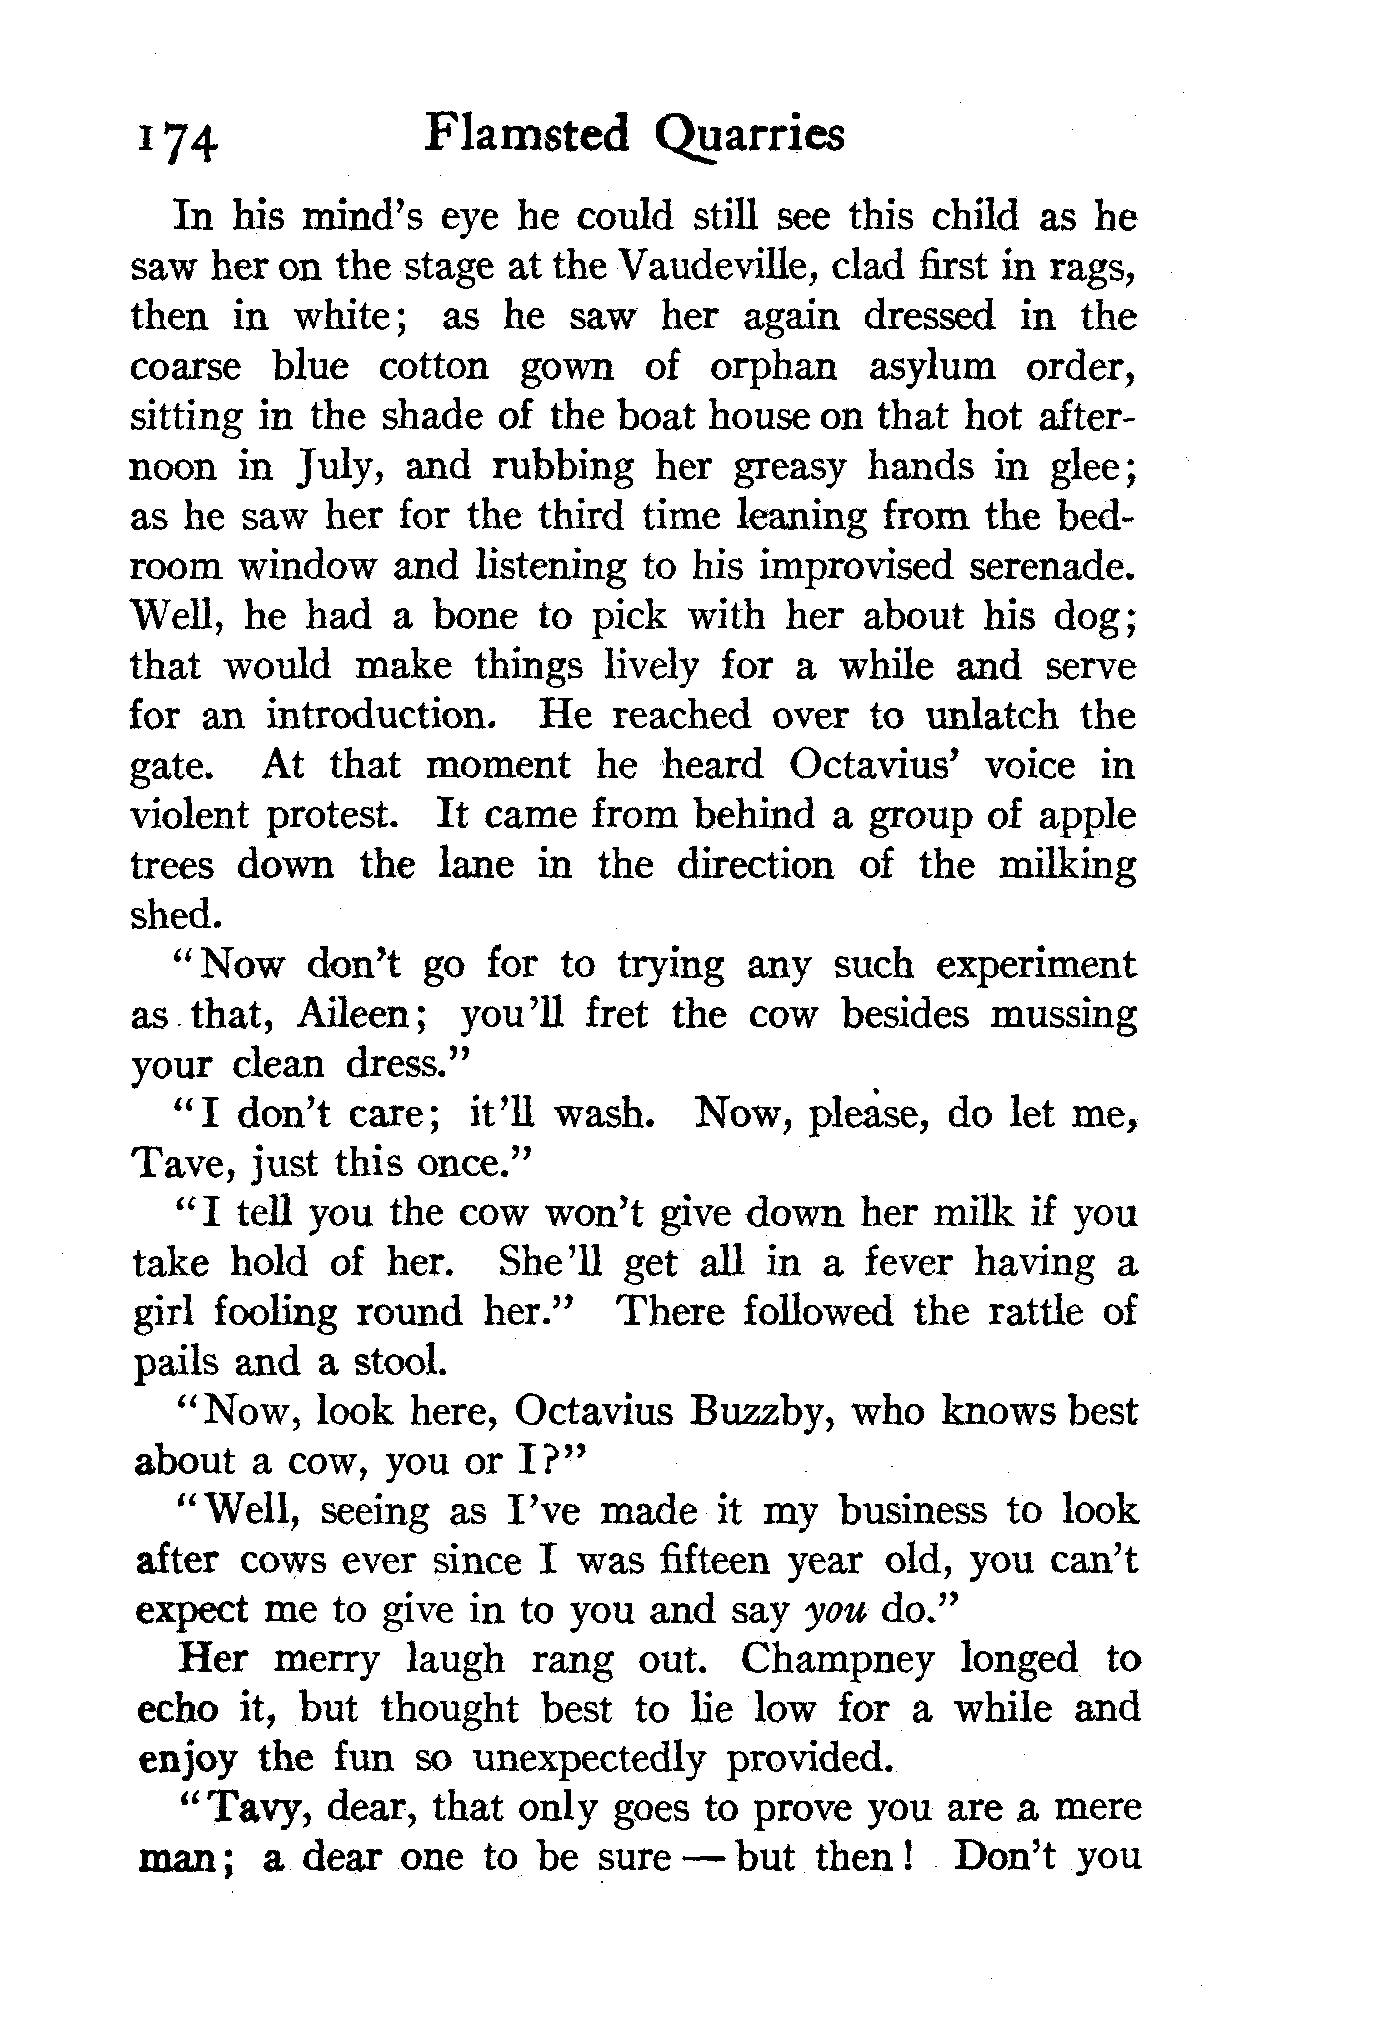 174 Flamsted Quarries
In his mind's eye he could still see this child as he
saw her on the stage at the Vaudeville, clad first in rags,
then in white; as he saw her again dressed in the
coarse blue cotton gown of orphan asylum order,
sitting in the shade of the boat house on that hot after-
noon in July, and rubbing her greasy hands in glee;
as he saw her for the third time leaning from the bed-
room window and listening to his improvised serenade.
Well, he had a bone to pick with her about his dog;
that would make things lively for a while and serve
for an introduction. He reached over to unlatch the
gate. At that moment he heard Octavius' voice in
violent protest. It came from behind a group of apple
trees down the lane in the direction of the milking
shed.
"Now don't go for to trying any such experiment
as that, Aileen; you'll fret the cow besides mussing
your clean dress."
"I don't care; it'll wash. Now, please, do let me,
Tave, just this once."
"I tell you the cow won't give down her milk if you
take hold of her. She'll get all in a fever having a
girl fooling round her." There followed the rattle of
pails and a stool.
"Now, look here, Octavius Buzzby, who knows best
about a cow, you or I?"
"Well, seeing as I've made it my business to look
after cows ever since I was fifteen year old, you can't
expect me to give in to you and say you do."
Her merry laugh rang out. Champney longed to
echo it, but thought best to lie low for a while and
enjoy the fun so unexpectedly provided.
"Tavy, dear, that only goes to prove you are a mere
man; a dear one to be sure — but then! Don't you